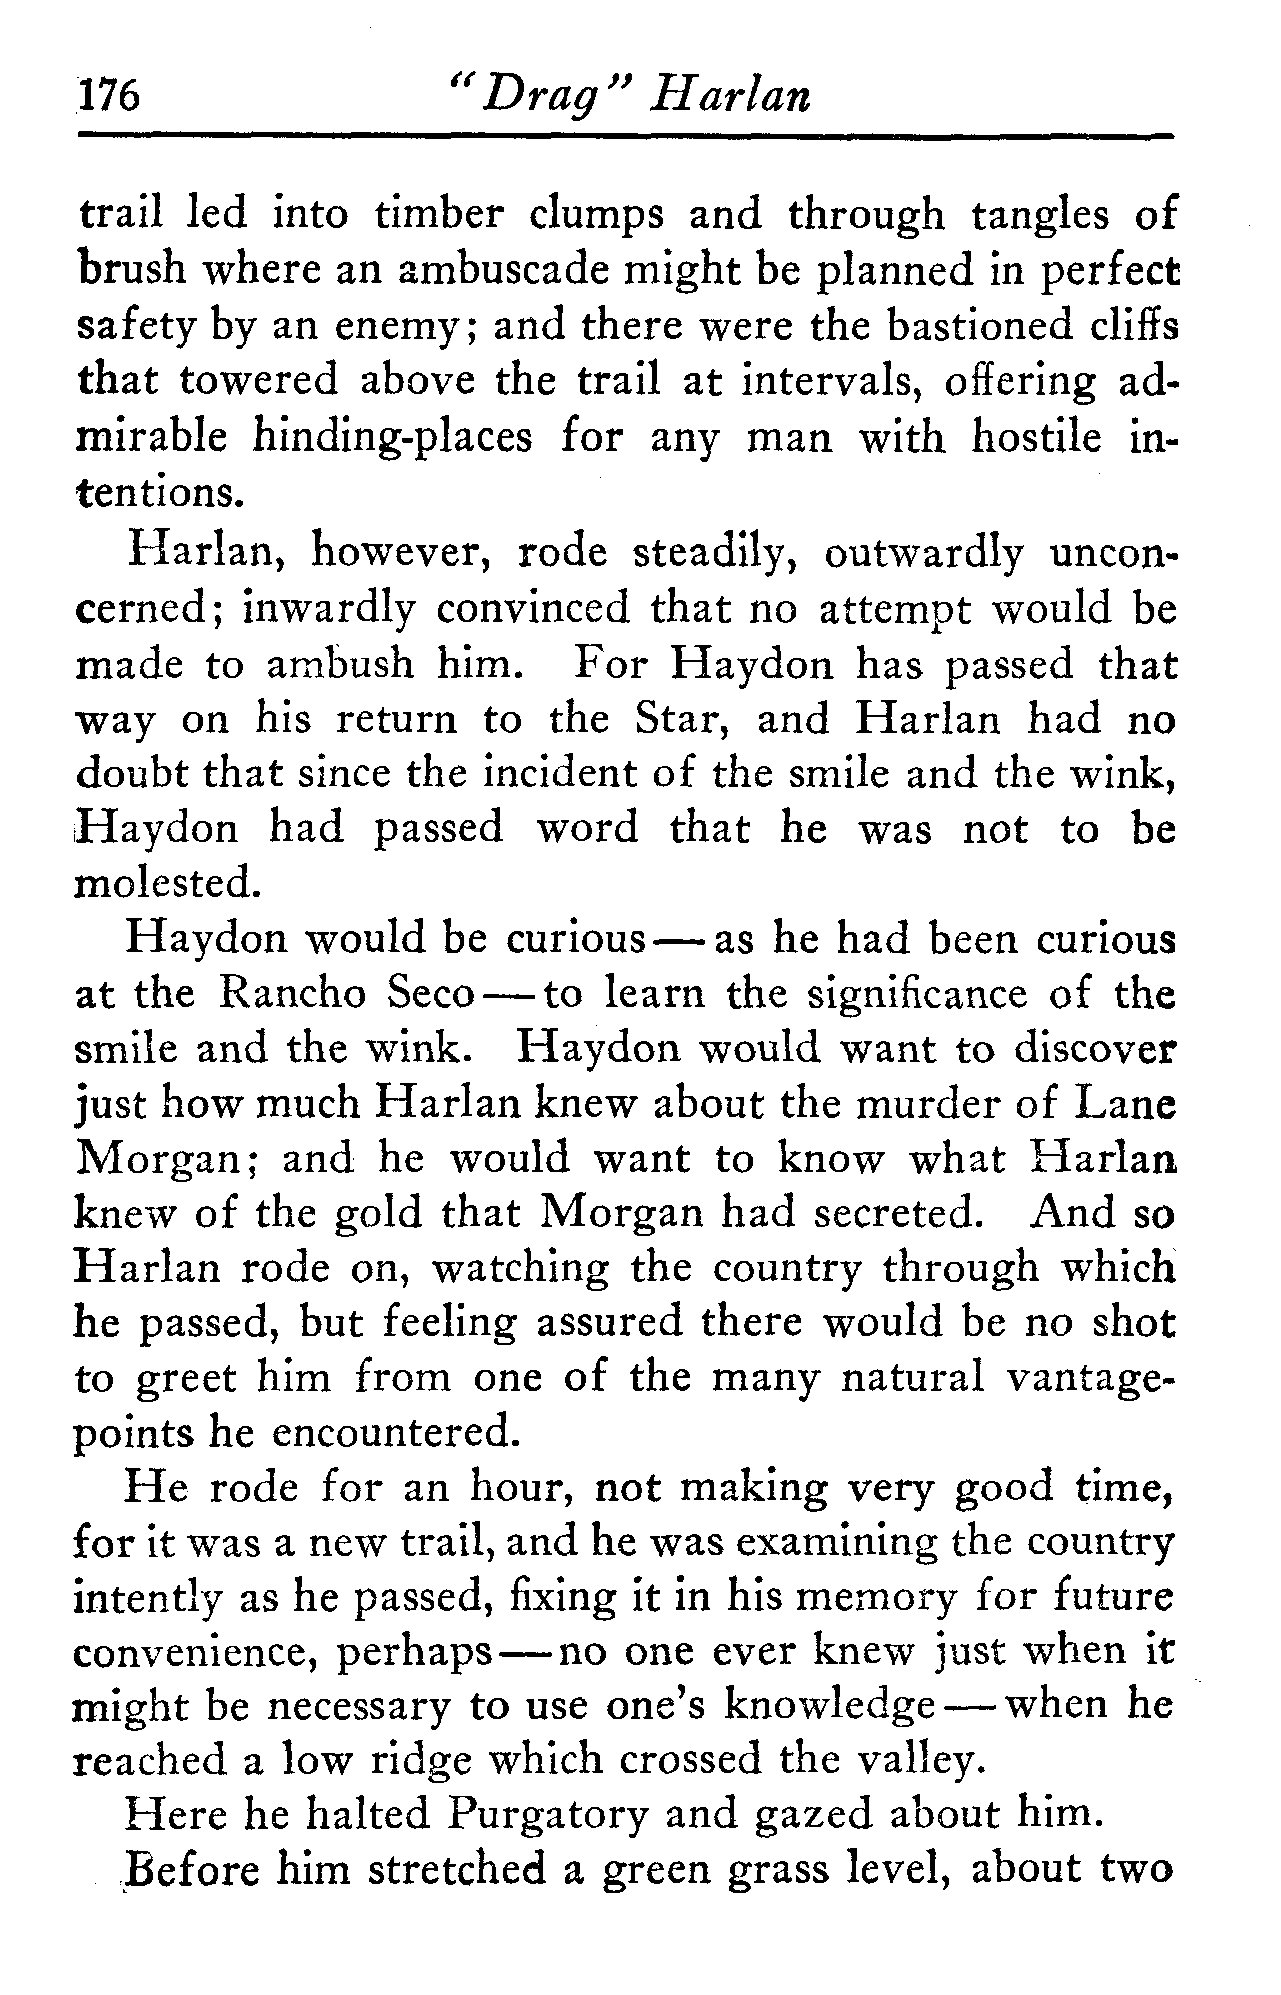 176 "Drag" Harlan
trail led into timber clumps and through tangles of
brush where an ambuscade might be planned in perfect
safety by an enemy; and there were the bastioned cliffs
that towered above the trail at intervals, offering ad-
mirable hinding-places for any man with hostile in-
tentions.
Harlan, however, rode steadily, outwardly uncon-
cerned; inwardly convinced that no attempt would be
made to ambush him. For Haydon has passed that
way on his return to the Star, and Harlan had no
doubt that since the incident of the smile and the wink,
Haydon had passed word that he was not to be
molested.
Haydon would be curious—as he had been curious
at the Rancho Seco—to learn the significance of the
smile and the wink. Haydon would want to discover
just how much Harlan knew about the murder of Lane
Morgan; and he would want to know what Harlan
knew of the gold that Morgan had secreted. And so
Harlan rode on, watching the country through which
he passed, but feeling assured there would be no shot
to greet him from one of the many natural vantage-
points he encountered.
He rode for an hour, not making very good time,
for it was a new trail, and he was examining the country
intently as he passed, fixing it in his memory for future
convenience, perhaps—no one ever knew just when it
might be necessary to use one's knowledge—when he
reached a low ridge which crossed the valley.
Here he halted Purgatory and gazed about him.
Before him stretched a green grass level, about two